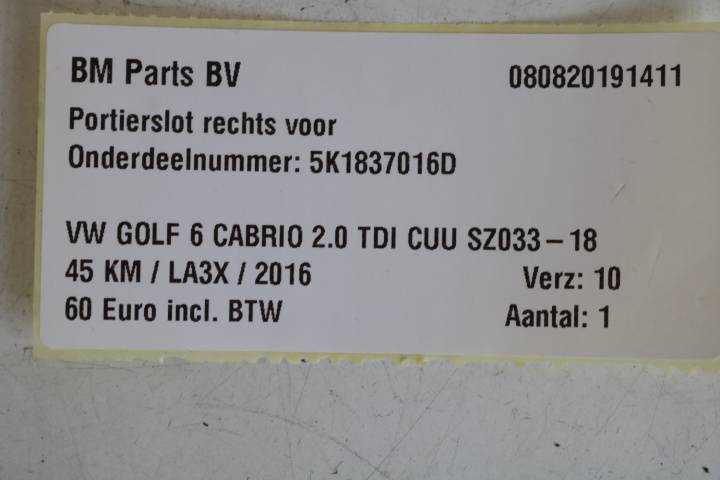 BM Parts BV 080820191411
Portierslot rechts voor
Onderdeelnummer: 5K1837016D
VW GOLF 6 CABRIO 2.0 TDI CUU SZ033-18
45 KM / LA3X / 2016 Verz: 10
60 Euro incl. BTW Aantal: 1